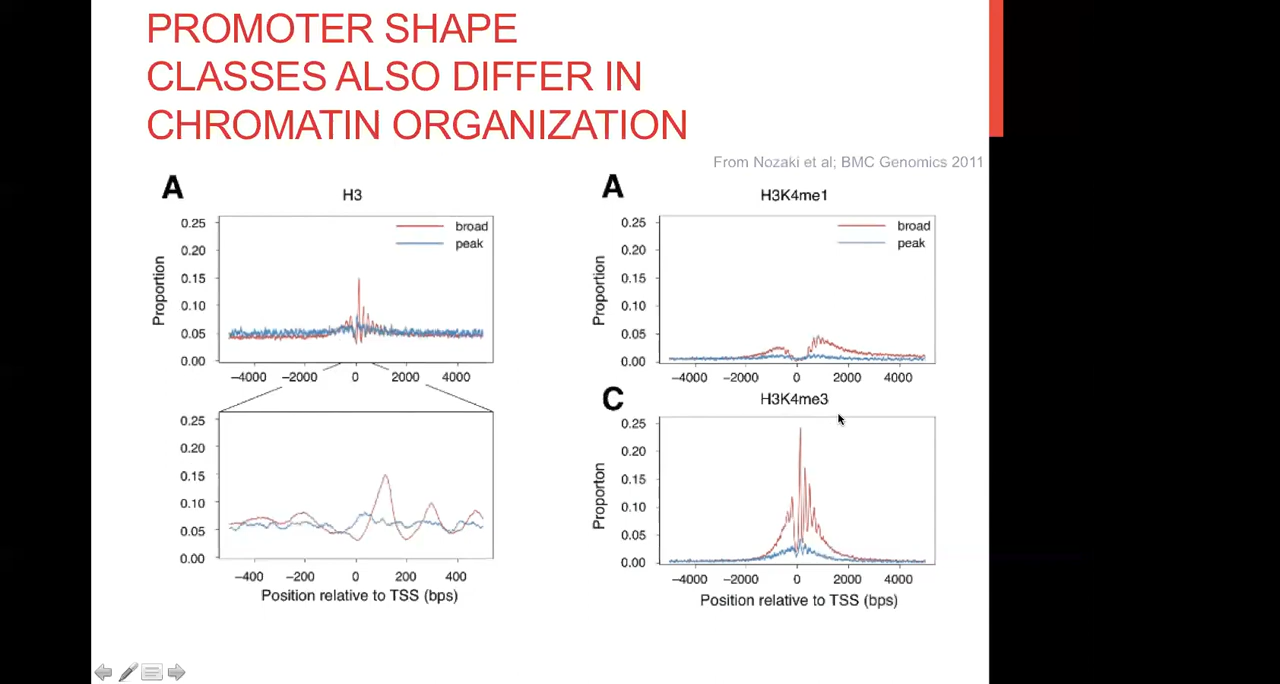 PROMOTER SHAPE
CLASSES ALSO DIFFER IN
CHROMATIN ORGANIZATION
From Nozaki et al; BMC Genomics 2011
A
H3
broad
peak
Proportion
0.25
0.20
0.15
0.10
0.05
0.00
−4000 −2000 0 2000 4000
0.25
0.20
0.15
0.10
0.05
0.00
−400 −200 0 200 400
Position relative to TSS (bps)
A
H3K4me1
broad
peak
Proportion
0.25
0.20
0.15
0.10
0.05
0.00
−4000 −2000 0 2000 4000
C
H3K4me3
Proporton
0.25
0.20
0.15
0.10
0.05
0.00
−4000 −2000 0 2000 4000
Position relative to TSS (bps)